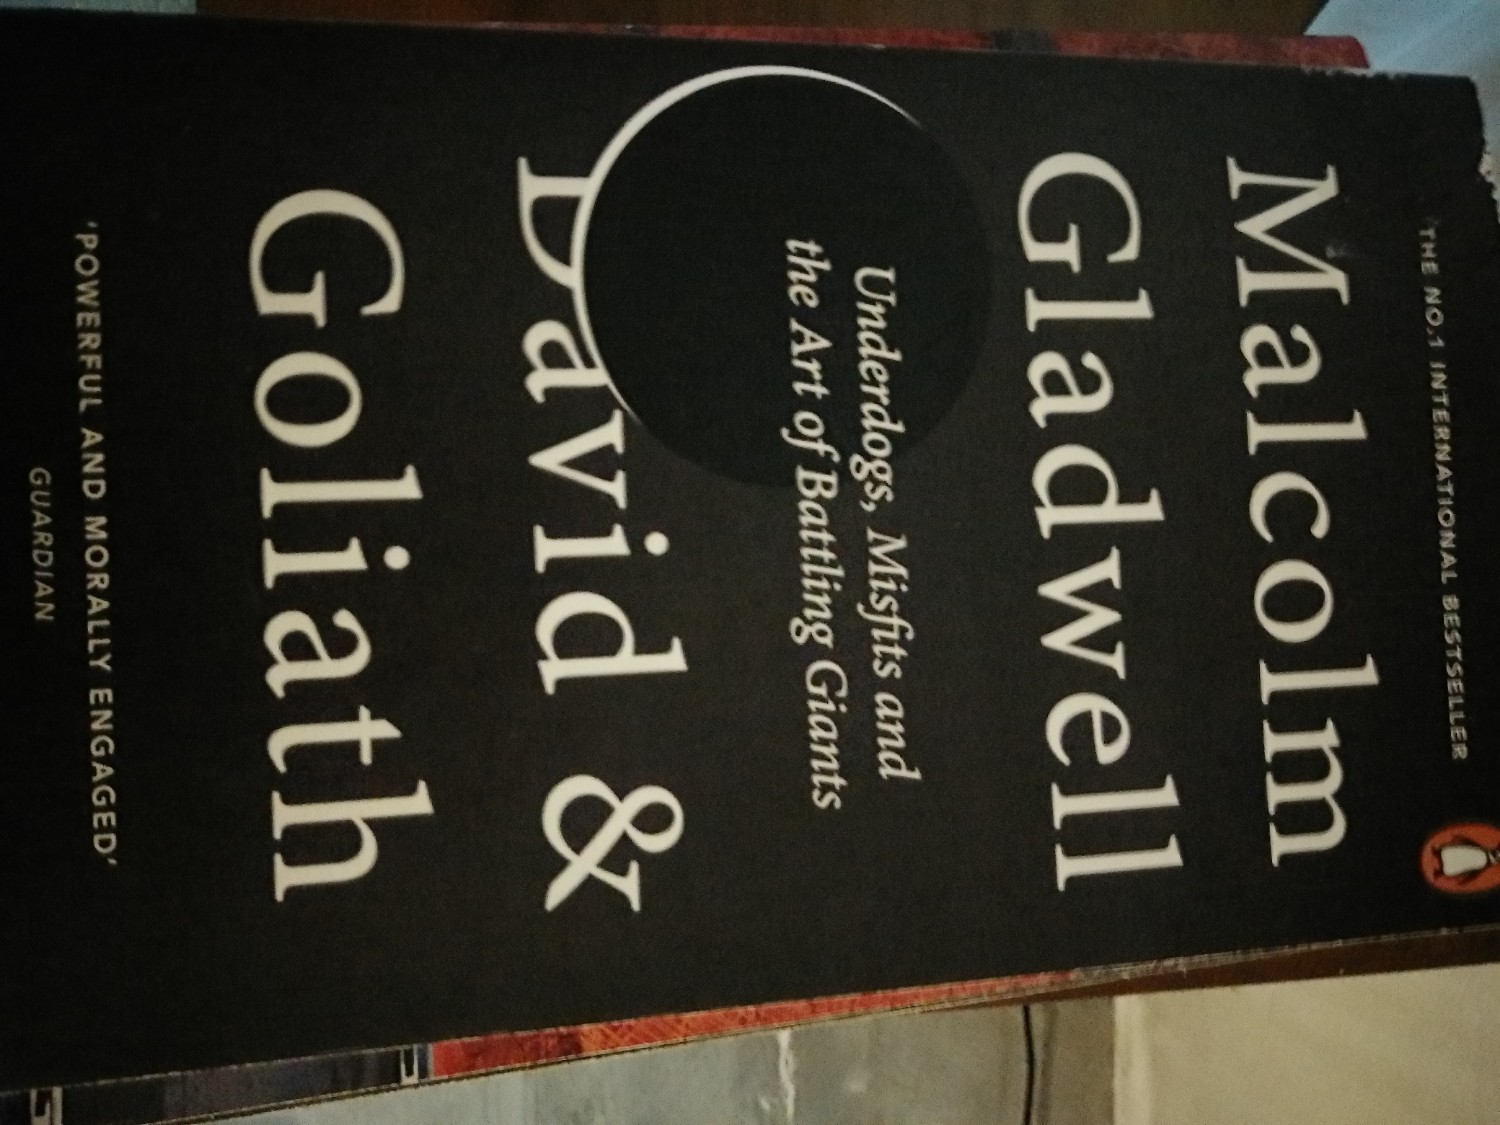 'THE NO.1 INTERNATIONAL BESTSELLER
Malcolm
Gladwell
Underdogs, Misfits and
the Art of Battling Giants
David &
Goliath
'POWERFUL AND MORALLY ENGAGED'
GUARDIAN